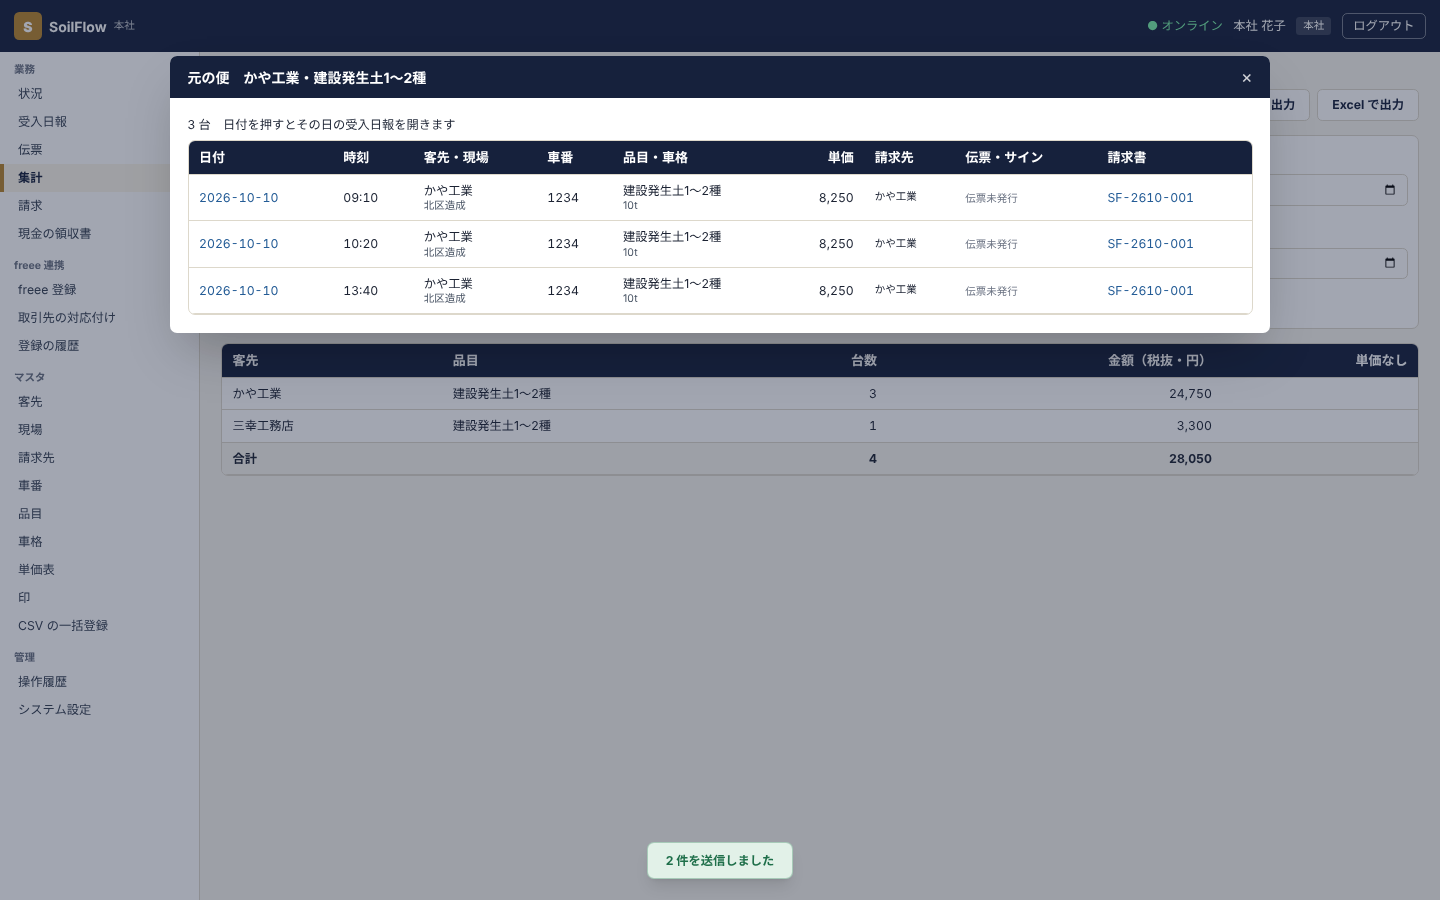 S SoilFlow 本社
オンライン 本社 花子 本社 ログアウト
業務
状況
受入日報
伝票
集計
請求
現金の領収書
freee 連携
freee 登録
取引先の対応付け
登録の履歴
マスタ
客先
現場
請求先
車番
品目
車格
単価表
印
CSV の一括登録
管理
操作履歴
システム設定
元の便 かや工業・建設発生土1〜2種 ×
出力 Excel で出力
3 台 日付を押すとその日の受入日報を開きます
日付 時刻 客先・現場 車番 品目・車格 単価 請求先 伝票・サイン 請求書
2026-10-10 09:10 かや工業 北区造成 1234 建設発生土1〜2種 10t 8,250 かや工業 伝票未発行 SF-2610-001
2026-10-10 10:20 かや工業 北区造成 1234 建設発生土1〜2種 10t 8,250 かや工業 伝票未発行 SF-2610-001
2026-10-10 13:40 かや工業 北区造成 1234 建設発生土1〜2種 10t 8,250 かや工業 伝票未発行 SF-2610-001
客先 品目 台数 金額（税抜・円） 単価なし
かや工業 建設発生土1〜2種 3 24,750
三幸工務店 建設発生土1〜2種 1 3,300
合計 4 28,050
2 件を送信しました